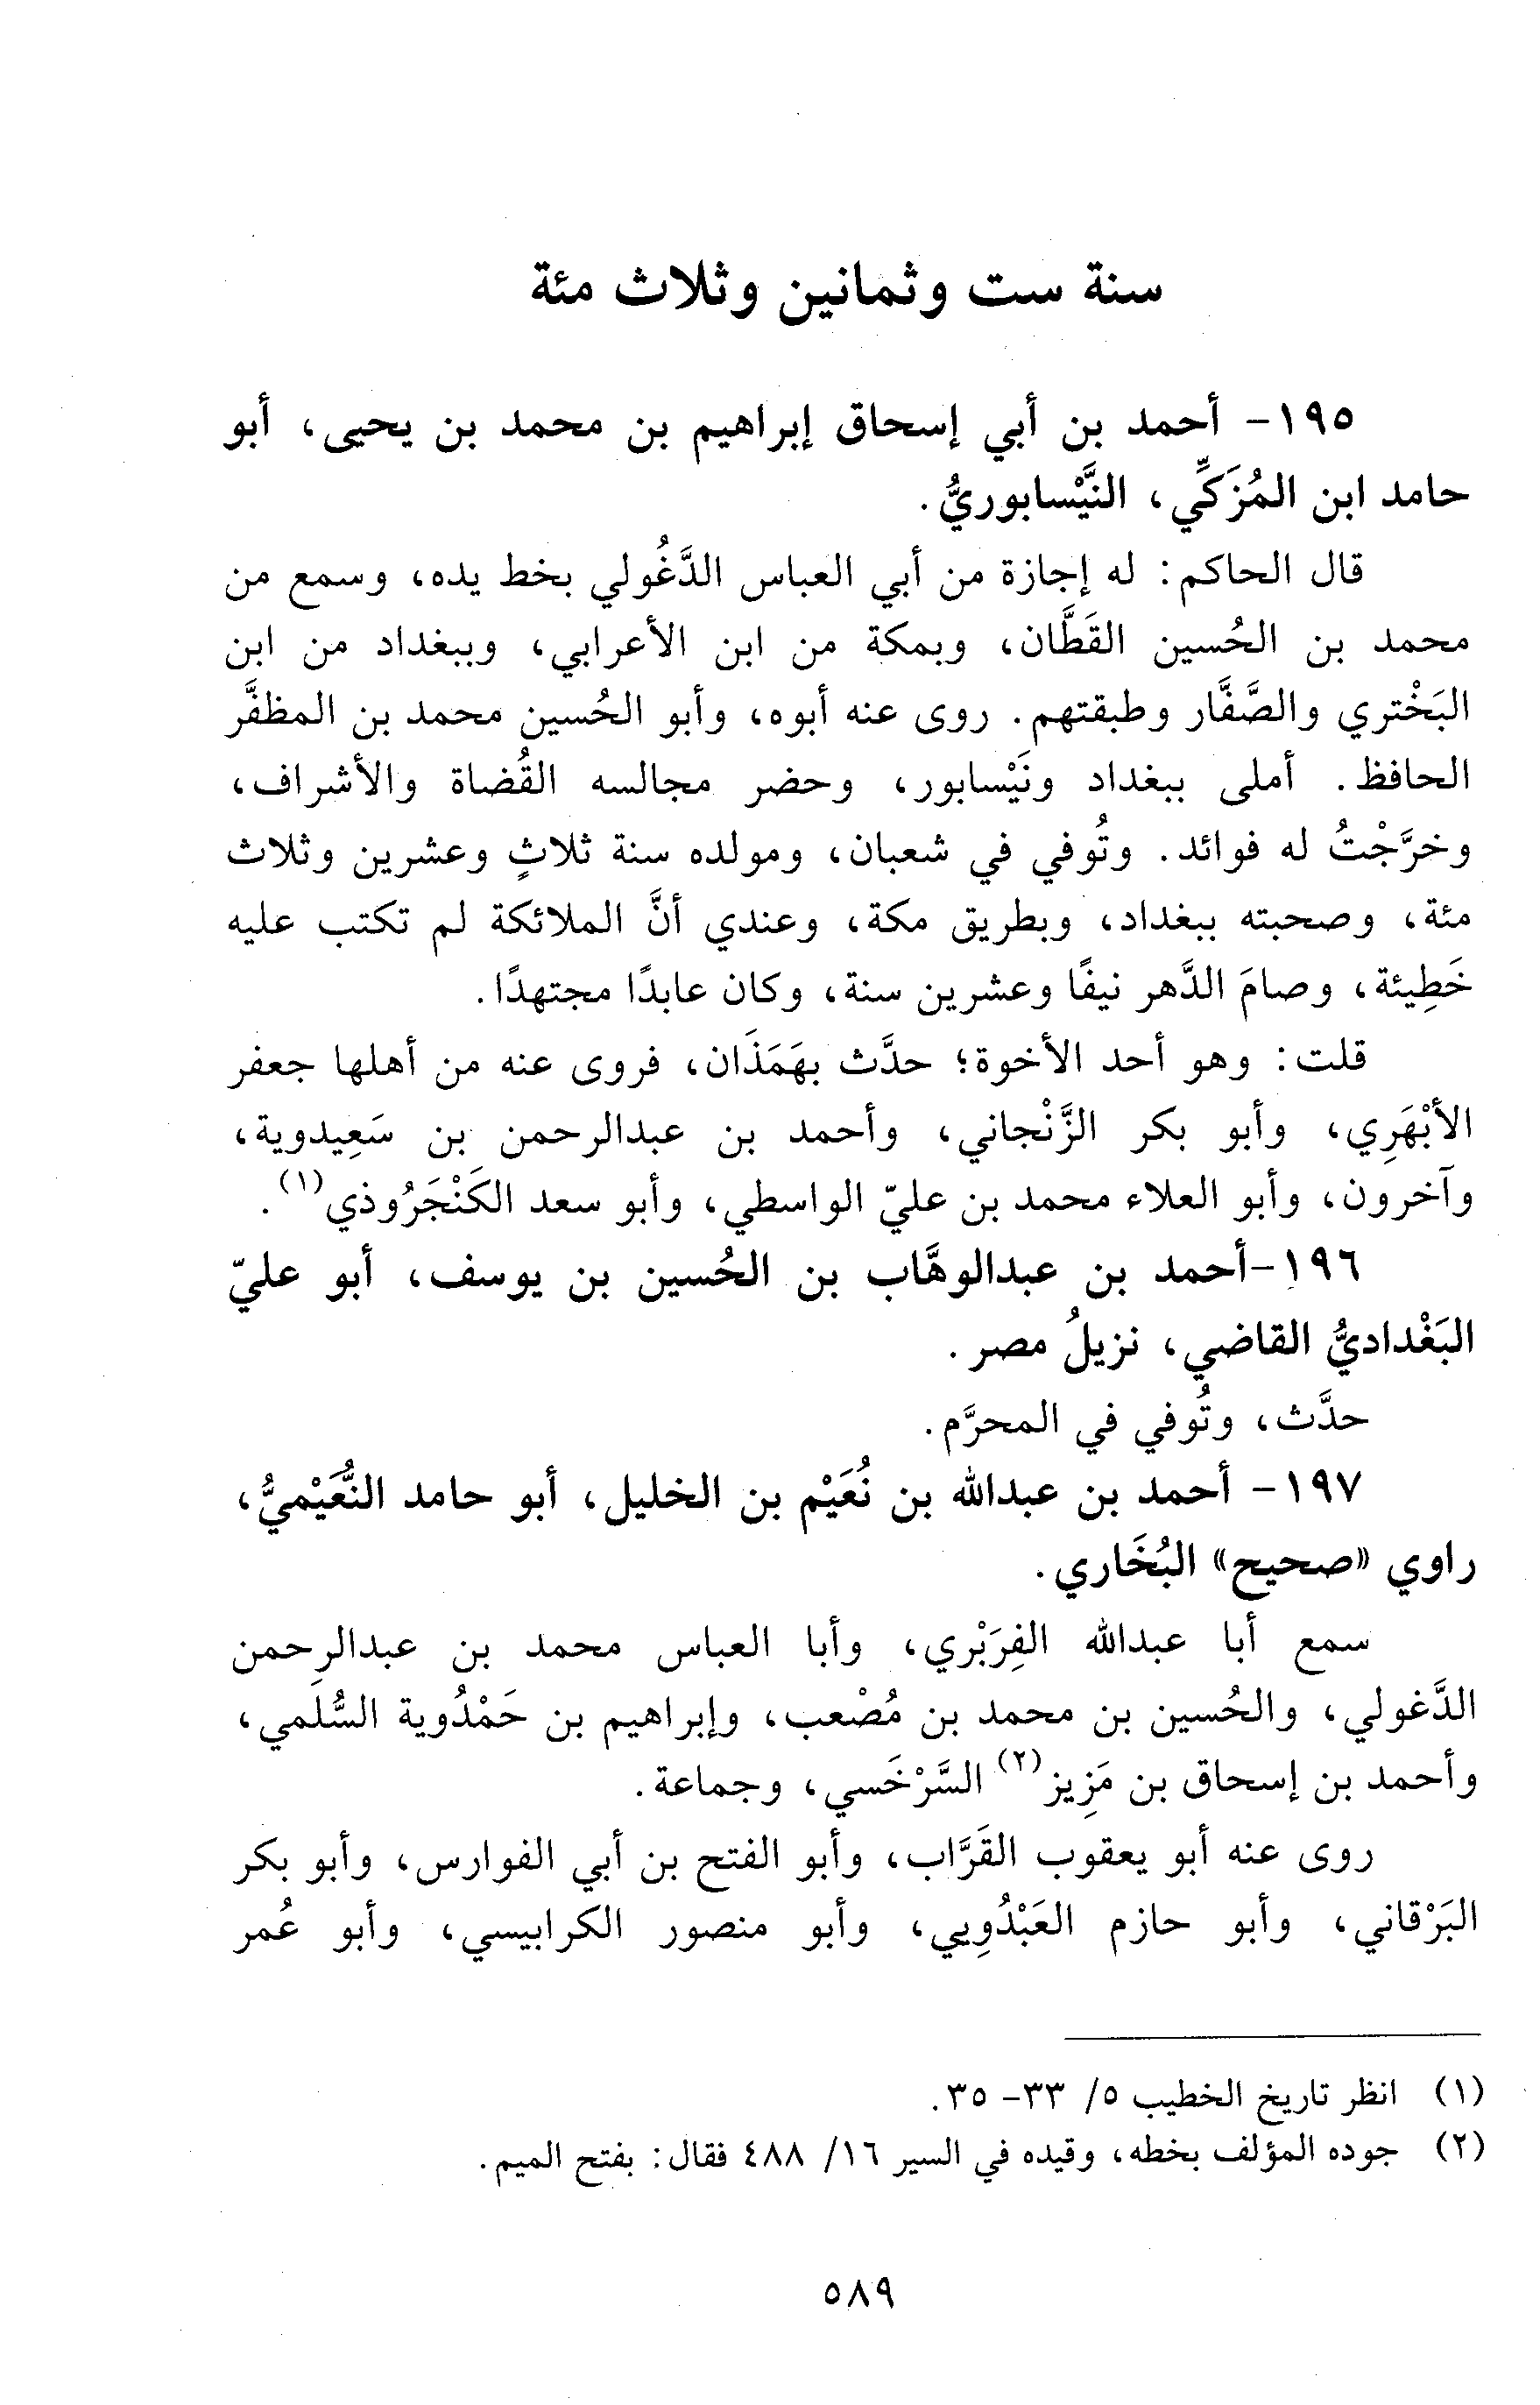 سنة ست وثمانين وثلاث مئة
١٩٥- أحمد بن أبي إسحاق إبراهيم بن محمد بن يحيى، أبو
حامد ابن المُزَكِّي، النَّيْسابوريُّ.
قال الحاكم: له إجازة من أبي العباس الدَّغُولي بخط يده، وسمع من
محمد بن الحُسين القَطَّان، وبمكة من ابن الأعرابي، وببغداد من ابن
البَخْتري والصَّفَّار وطبقتهم. روى عنه أبوه، وأبو الحُسين محمد بن المظفَّر
الحافظ. أملى ببغداد ونَيْسابور، وحضر مجالسه القُضاة والأشراف،
وخرَّجْتُ له فوائد. وتُوفي في شعبان، ومولده سنة ثلاثٍ وعشرين وثلاث
مئة، وصحبته ببغداد، وبطريق مكة، وعندي أنَّ الملائكة لم تكتب عليه
خَطِيئة، وصامَ الدَّهر نيفًا وعشرين سنة، وكان عابدًا مجتهدًا.
قلت: وهو أحد الأخوة؛ حدَّث بهَمَذَان، فروى عنه من أهلها جعفر
الأبْهَرِي، وأبو بكر الزَّنْجاني، وأحمد بن عبدالرحمن بن سَعِيدوية،
وآخرون، وأبو العلاء محمد بن عليّ الواسطي، وأبو سعد الكَنْجَرُوذي(١).
١٩٦-أحمد بن عبدالوهَّاب بن الحُسين بن يوسف، أبو عليّ
البَغْداديُّ القاضي، نزيلُ مصر.
حدَّث، وتُوفي في المحرَّم.
١٩٧- أحمد بن عبدالله بن نُعَيْم بن الخليل، أبو حامد النُّعَيْميُّ،
راوي «صحيح» البُخَاري.
سمع أبا عبدالله الفِرَبْري، وأبا العباس محمد بن عبدالرحمن
الدَّغولي، والحُسين بن محمد بن مُصْعب، وإبراهيم بن حَمْدُوية السُّلَمي،
وأحمد بن إسحاق بن مَزِيز(٢) السَّرْخَسي، وجماعة.
روى عنه أبو يعقوب القَرَّاب، وأبو الفتح بن أبي الفوارس، وأبو بكر
البَرْقاني، وأبو حازم العَبْدُوِيي، وأبو منصور الكرابيسي، وأبو عُمر
(١) انظر تاريخ الخطيب ٥/ ٣٣- ٣٥.
(٢) جوده المؤلف بخطه، وقيده في السير ١٦/ ٤٨٨ فقال: بفتح الميم.
٥٨٩